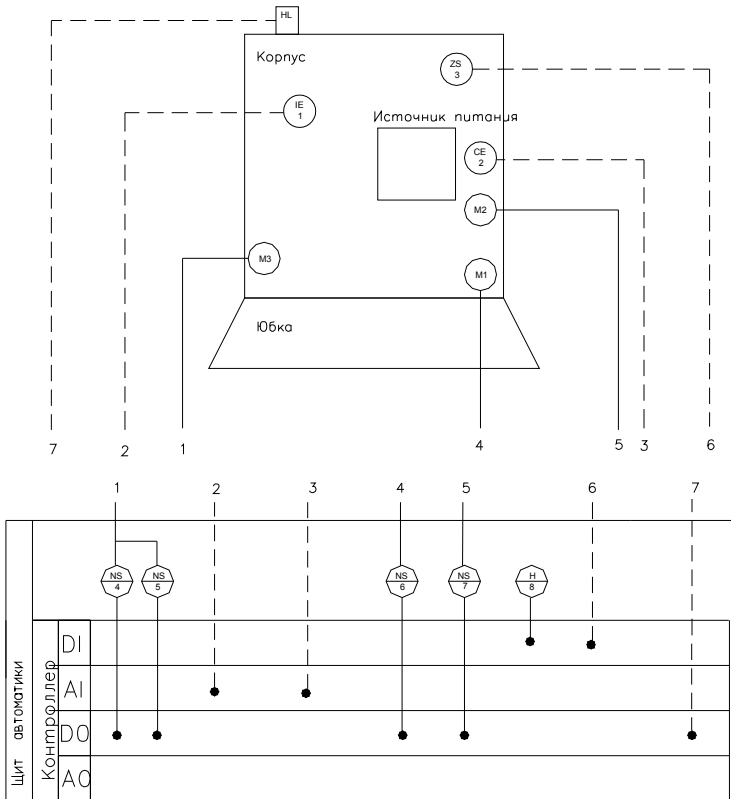 HL
Корпус
ZS
3
IE
1
Источник питания
CE
2
M2
M3
M1
Юбка
7 2 1 4 5 3 6
1 2 3 4 5 6 7
NS
4
NS
5
NS
6
NS
7
H
8
DI
AI
DO
AO
Контроллер
Щит автоматики